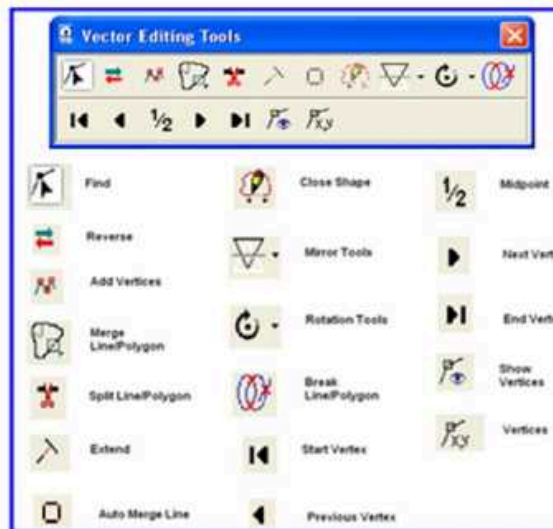 Vector Editing Tools
1/2
x,y
Find
Reverse
Add Vertices
Merge
Line/Polygon
Split Line/Polygon
Extend
Auto Merge Line
Close Shape
Mirror Tools
Rotation Tools
Break
Line/Polygon
Start Vertex
Previous Vertex
1/2
Midpoint
Next Vert
End Verte
Show
Vertices
x,y
Vertices